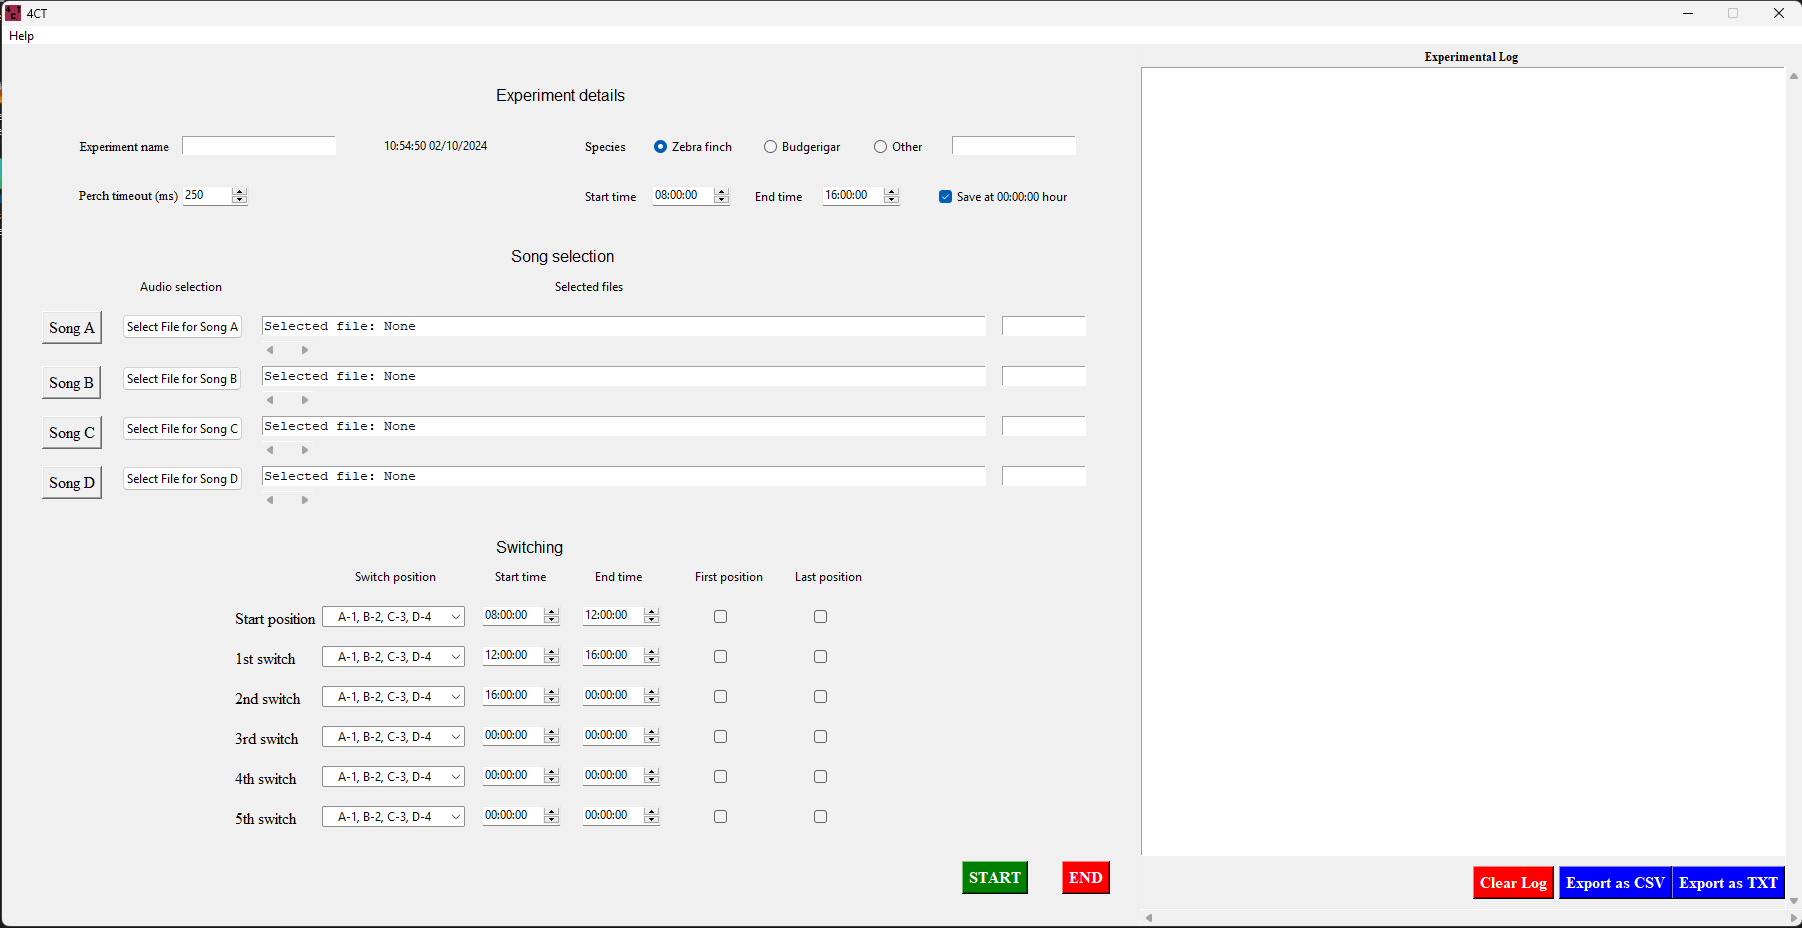 4CT
Help
Experimental Log
Experiment details
Experiment name
10:54:50 02/10/2024
Species
Zebra finch
Budgerigar
Other
Perch timeout (ms)
250
Start time
08:00:00
End time
16:00:00
Save at 00:00:00 hour
Song selection
Audio selection
Selected files
Song A
Select File for Song A
Selected file: None
Song B
Select File for Song B
Selected file: None
Song C
Select File for Song C
Selected file: None
Song D
Select File for Song D
Selected file: None
Switching
Switch position
Start time
End time
First position
Last position
Start position
A-1, B-2, C-3, D-4
08:00:00
12:00:00
1st switch
A-1, B-2, C-3, D-4
12:00:00
16:00:00
2nd switch
A-1, B-2, C-3, D-4
16:00:00
00:00:00
3rd switch
A-1, B-2, C-3, D-4
00:00:00
00:00:00
4th switch
A-1, B-2, C-3, D-4
00:00:00
00:00:00
5th switch
A-1, B-2, C-3, D-4
00:00:00
00:00:00
START
END
Clear Log
Export as CSV
Export as TXT